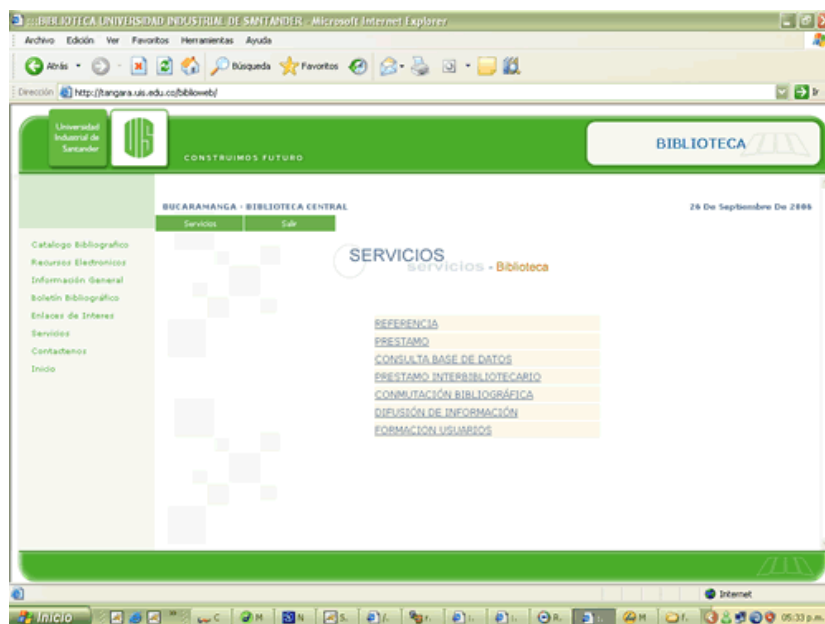 :::BIBLIOTECA UNIVERSIDAD INDUSTRIAL DE SANTANDER - Microsoft Internet Explorer
Archivo Edición Ver Favoritos Herramientas Ayuda
Atrás Búsqueda Favoritos
Dirección http://tangara.uis.edu.co/biblioweb/ Ir
Universidad
Industrial de
Santander
CONSTRUIMOS FUTURO
BIBLIOTECA
BUCARAMANGA - BIBLIOTECA CENTRAL
26 De Septiembre De 2006
Servicios Salir
Catalogo Bibliografico
Recursos Electronicos
Información General
Boletín Bibliográfico
Enlaces de Interes
Servicios
Contactenos
Inicio
SERVICIOS
servicios - Biblioteca
REFERENCIA
PRESTAMO
CONSULTA BASE DE DATOS
PRESTAMO INTERBIBLIOTECARIO
CONMUTACIÓN BIBLIOGRÁFICA
DIFUSIÓN DE INFORMACIÓN
FORMACION USUARIOS
Internet
Inicio C M N S. R. M 05:33 p.m.